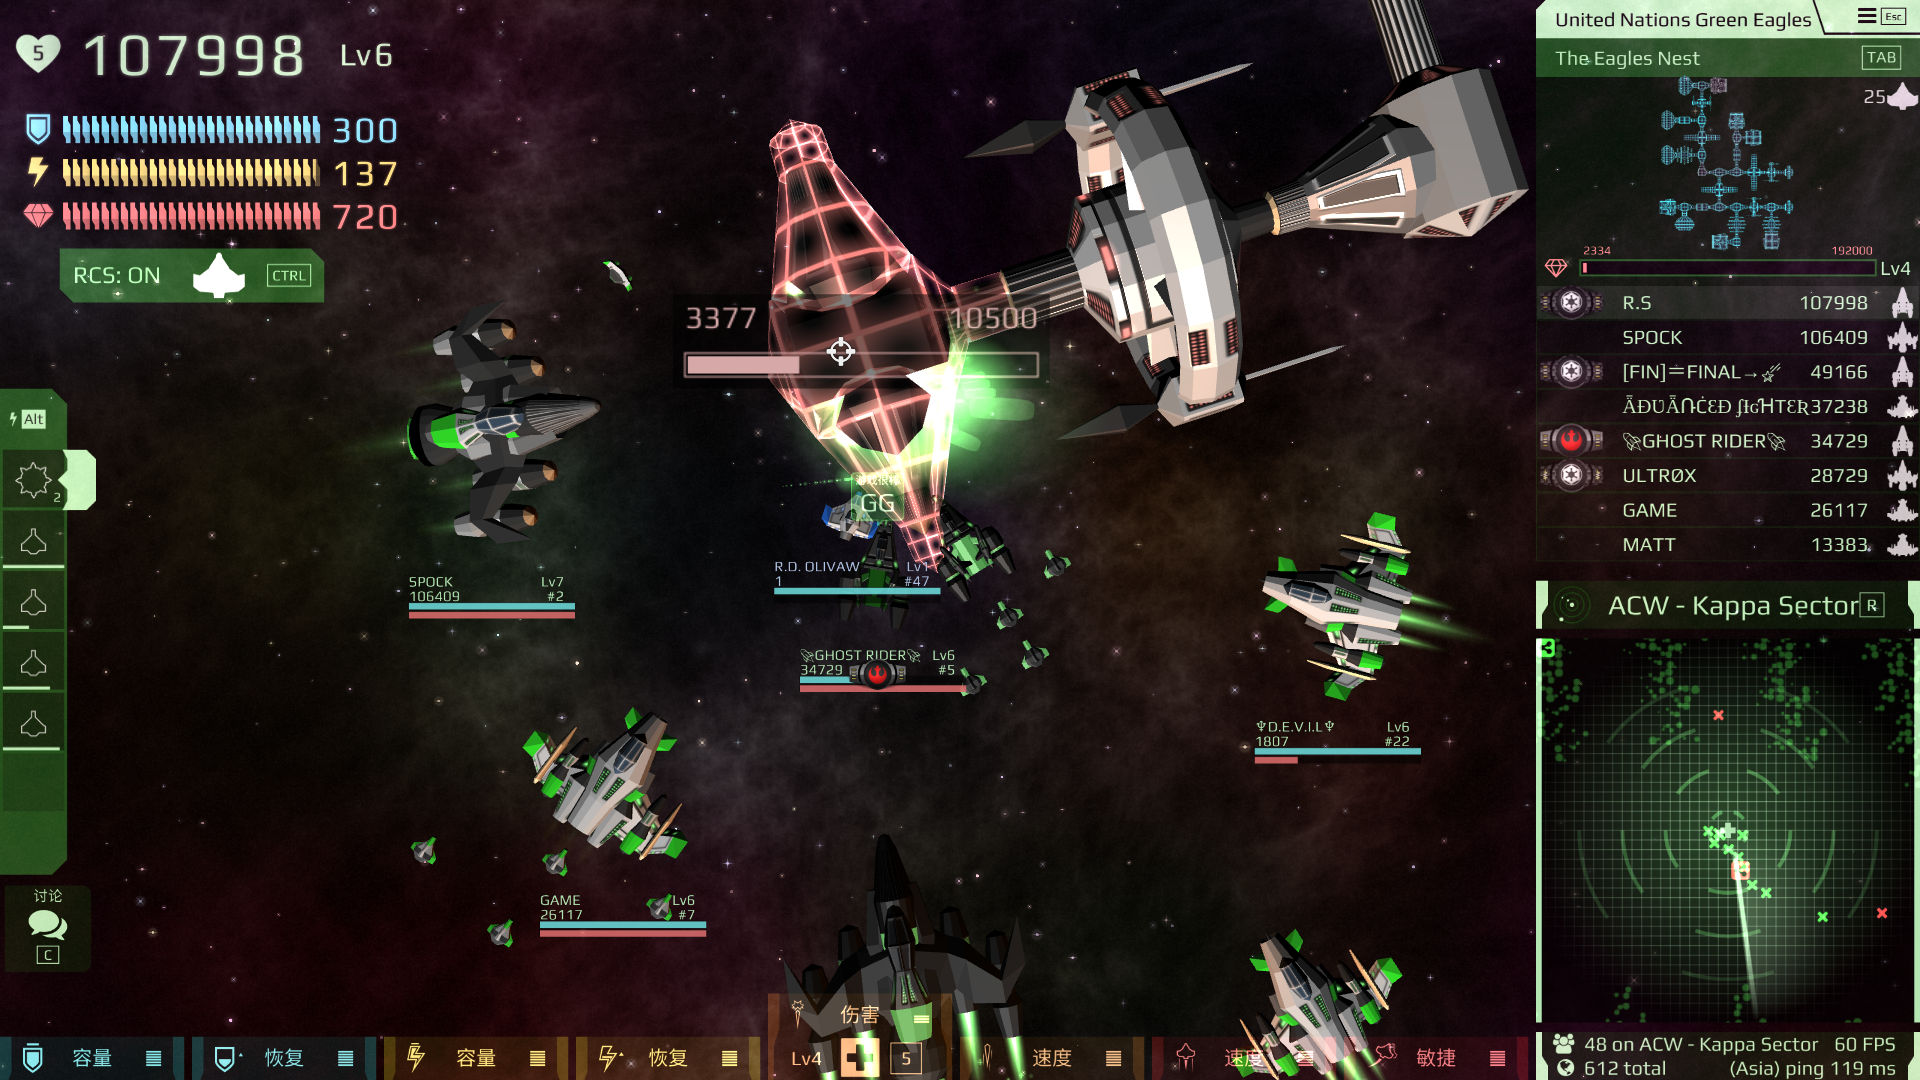 5 107998 Lv6
300
137
720
RCS: ON CTRL
Alt
2
讨论
C
3377 10500
GG
SPOCK Lv7
106409 #2
R.D. OLIVAW Lv1
1 #47
GHOST RIDER Lv6
34729 #5
♆D.E.V.I.L♆ Lv6
1807 #22
GAME Lv6
26117 #7
容量
恢复
容量
恢复
伤害
Lv4 5
速度
速度
敏捷
United Nations Green Eagles Esc
The Eagles Nest TAB
25
2334 192000
Lv4
R.S 107998
SPOCK 106409
[FIN]≐FINAL→☄ 49166
37238
GHOST RIDER 34729
ULTRØX 28729
GAME 26117
MATT 13383
ACW - Kappa Sector R
3
48 on ACW - Kappa Sector 60 FPS
612 total (Asia) ping 119 ms